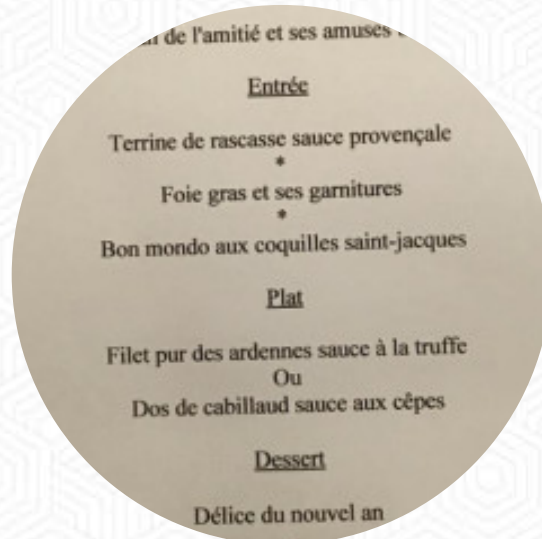 de l'amitié et ses amuses
Entrée
Terrine de rascasse sauce provençale
*
Foie gras et ses garnitures
*
Bon mondo aux coquilles saint-jacques
Plat
Filet pur des ardennes sauce à la truffe
Ou
Dos de cabillaud sauce aux cêpes
Dessert
Délice du nouvel an